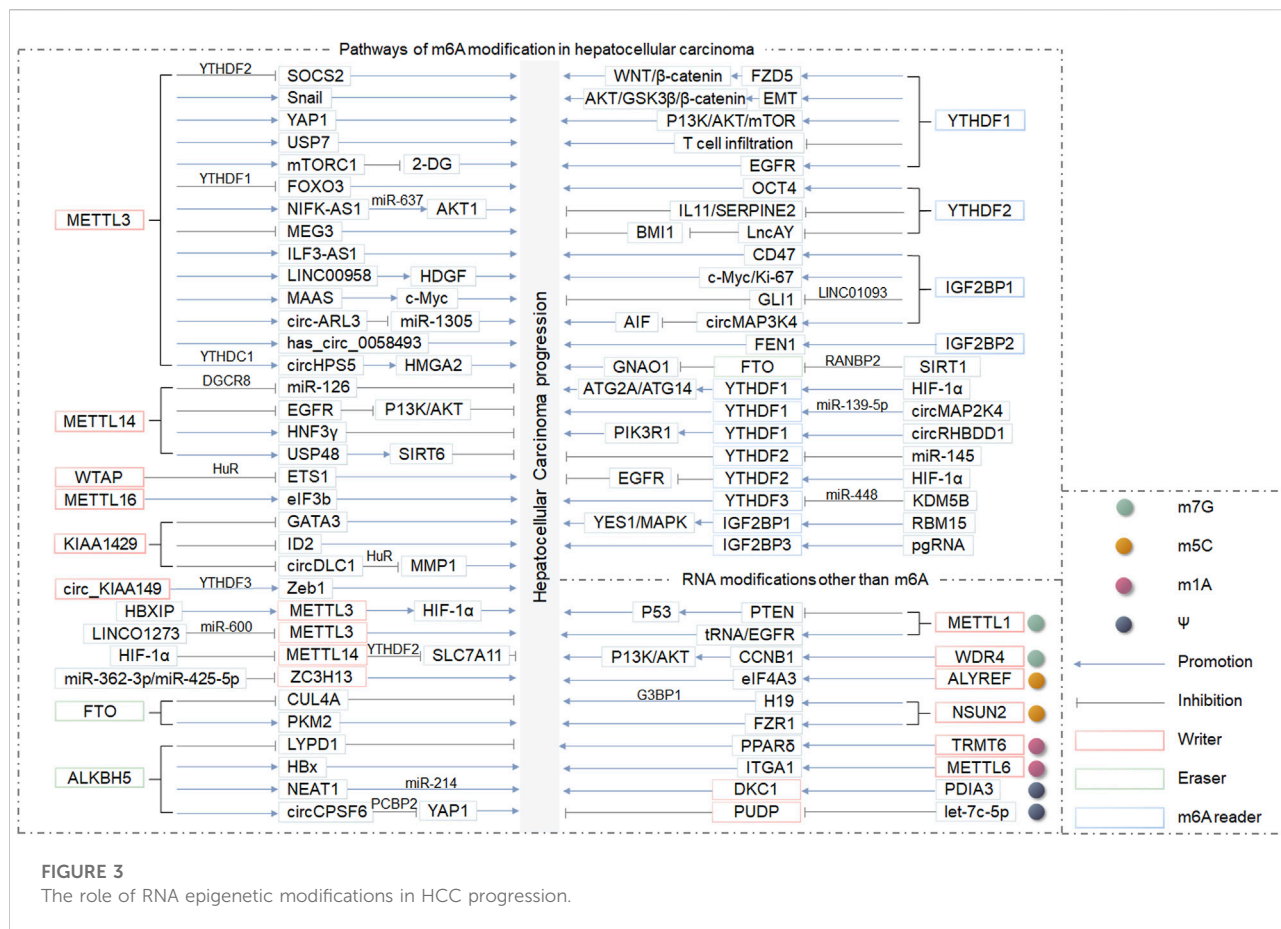 Pathways of m6A modification in hepatocellular carcinoma
METTL3
YTHDF2 SOCS2
Snail
YAP1
USP7
mTORC1 2-DG
YTHDF1 FOXO3
NIFK-AS1 miR-637 AKT1
MEG3
ILF3-AS1
LINC00958 HDGF
MAAS c-Myc
circ-ARL3 miR-1305
has_circ_0058493
YTHDC1 circHPS5 HMGA2
METTL14
DGCR8 miR-126
EGFR P13K/AKT
HNF3γ
USP48 SIRT6
WTAP HuR ETS1
METTL16 eIF3b
KIAA1429
GATA3
ID2
circDLC1 HuR MMP1
circ_KIAA149 YTHDF3 Zeb1
HBXIP METTL3 HIF-1α
LINCO1273 miR-600 METTL3
HIF-1α METTL14 YTHDF2 SLC7A11
miR-362-3p/miR-425-5p ZC3H13
FTO
CUL4A
PKM2
ALKBH5
LYPD1
HBx
NEAT1 miR-214
circCPSF6 PCBP2 YAP1
Hepatocellular Carcinoma progression
WNT/β-catenin FZD5
AKT/GSK3β/β-catenin EMT
P13K/AKT/mTOR
T cell infiltration
EGFR
YTHDF1
OCT4
IL11/SERPINE2
BMI1 LncAY
YTHDF2
CD47
c-Myc/Ki-67
GLI1 LINC01093
AIF circMAP3K4
IGF2BP1
FEN1 IGF2BP2
GNAO1 FTO RANBP2 SIRT1
ATG2A/ATG14 YTHDF1 HIF-1α
YTHDF1 miR-139-5p circMAP2K4
PIK3R1 YTHDF1 circRHBDD1
YTHDF2 miR-145
EGFR YTHDF2 HIF-1α
YTHDF3 miR-448 KDM5B
YES1/MAPK IGF2BP1 RBM15
IGF2BP3 pgRNA
RNA modifications other than m6A
P53 PTEN
tRNA/EGFR
METTL1
P13K/AKT CCNB1 WDR4
eIF4A3 ALYREF
G3BP1 H19
FZR1
NSUN2
PPARδ TRMT6
ITGA1 METTL6
DKC1 PDIA3
PUDP let-7c-5p
m7G
m5C
m1A
Ψ
Promotion
Inhibition
Writer
Eraser
m6A reader
FIGURE 3
The role of RNA epigenetic modifications in HCC progression.